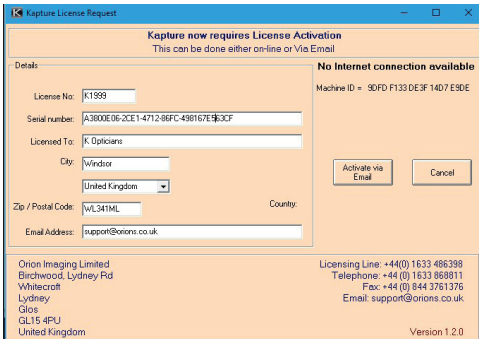 Kapture License Request
Kapture now requires License Activation
This can be done either on-line or Via Email
Details
No Internet connection available
License No: K1999
Machine ID = 9DFD F133 DE3F 14D7 E9DE
Serial number: A3800E06-2CE1-4712-86FC-498167E563CF
Licensed To: K Opticians
City: Windsor
United Kingdom
Activate via Email
Cancel
Zip / Postal Code: WL341ML
Country:
Email Address: support@orions.co.uk
Orion Imaging Limited
Birchwood, Lydney Rd
Whitecroft
Lydney
Glos
GL15 4PU
United Kingdom
Licensing Line: +44(0) 1633 486398
Telephone: +44 (0) 1633 868811
Fax: +44 (0) 844 3761376
Email: support@orions.co.uk
Version 1.2.0